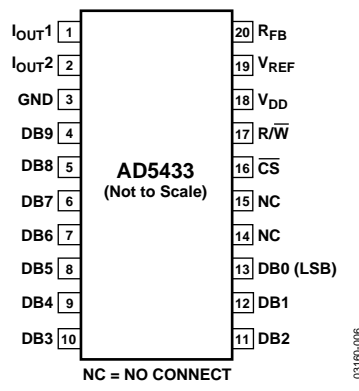 IOUT1 1
IOUT2 2
GND 3
DB9 4
DB8 5
DB7 6
DB6 7
DB5 8
DB4 9
DB3 10
AD5433
(Not to Scale)
20 RFB
19 VREF
18 VDD
17 R/W̅
16 C̅S̅
15 NC
14 NC
13 DB0 (LSB)
12 DB1
11 DB2
NC = NO CONNECT
03160-006